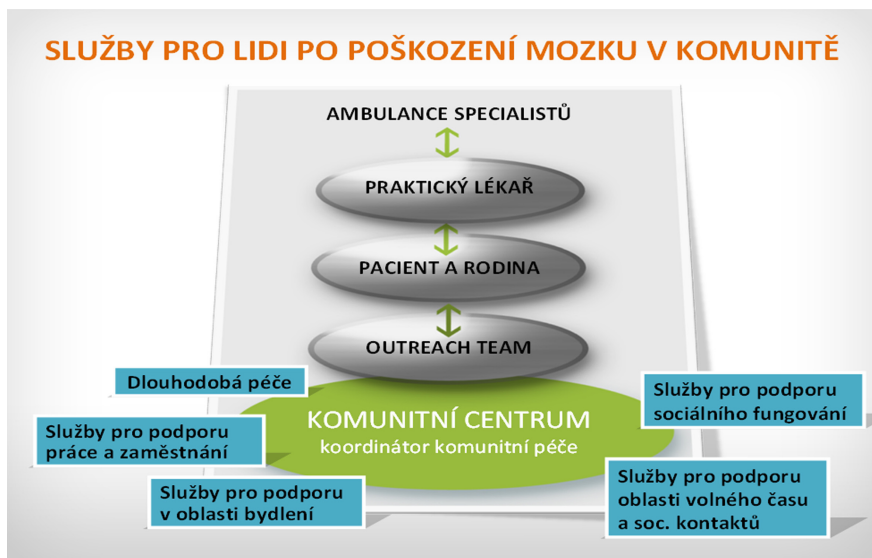 SLUŽBY PRO LIDI PO POŠKOZENÍ MOZKU V KOMUNITĚ
AMBULANCE SPECIALISTŮ
PRAKTICKÝ LÉKAŘ
PACIENT A RODINA
OUTREACH TEAM
Dlouhodobá péče
KOMUNITNÍ CENTRUM
koordinátor komunitní péče
Služby pro podporu
sociálního fungování
Služby pro podporu
práce a zaměstnání
Služby pro podporu
v oblasti bydlení
Služby pro podporu
oblasti volného času
a soc. kontaktů